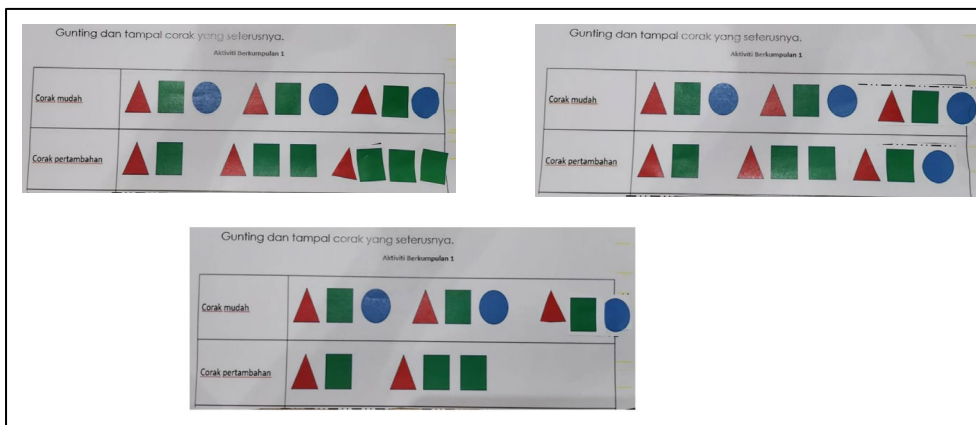 Gunting dan tampal corak yang seterusnya.
Aktiviti Berkumpulan 1
Corak mudah
Corak pertambahan
Gunting dan tampal corak yang seterusnya.
Aktiviti Berkumpulan 1
Corak mudah
Corak pertambahan
Gunting dan tampal corak yang seterusnya.
Aktiviti Berkumpulan 1
Corak mudah
Corak pertambahan